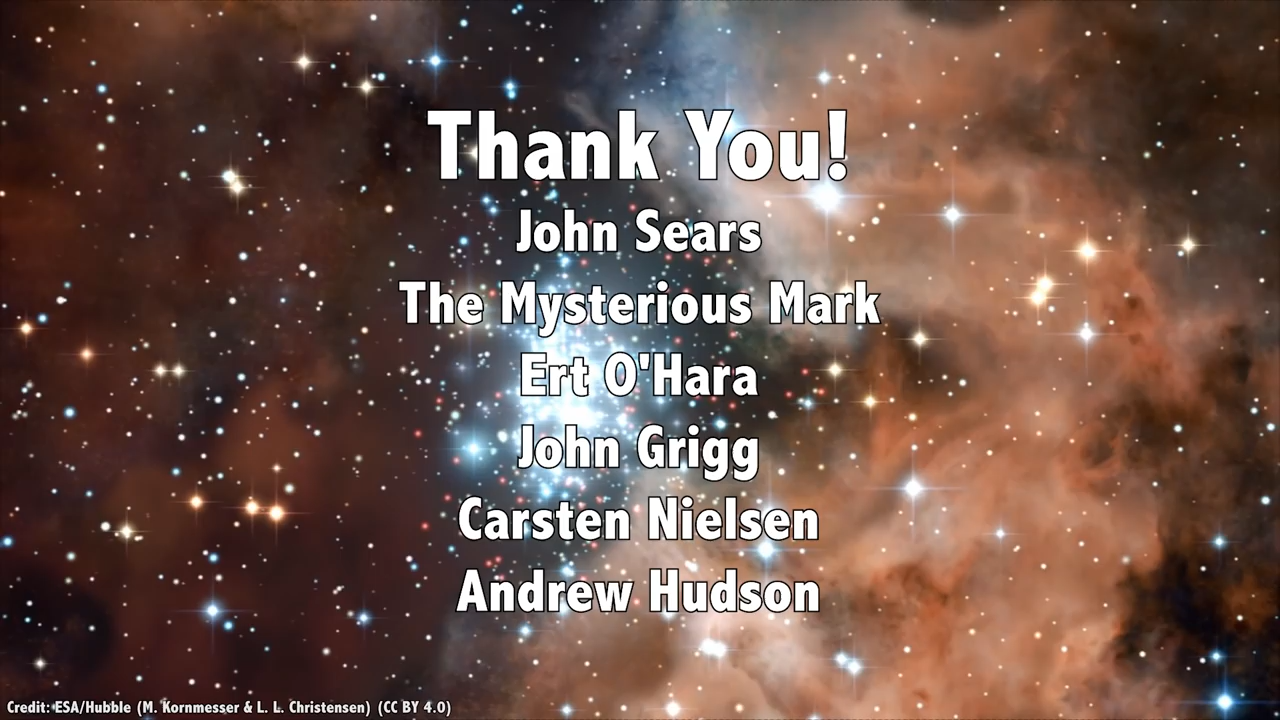 Thank You!
John Sears
The Mysterious Mark
Ert O'Hara
John Grigg
Carsten Nielsen
Andrew Hudson
Credit: ESA/Hubble (M. Kornmesser & L. L. Christensen) (CC BY 4.0)